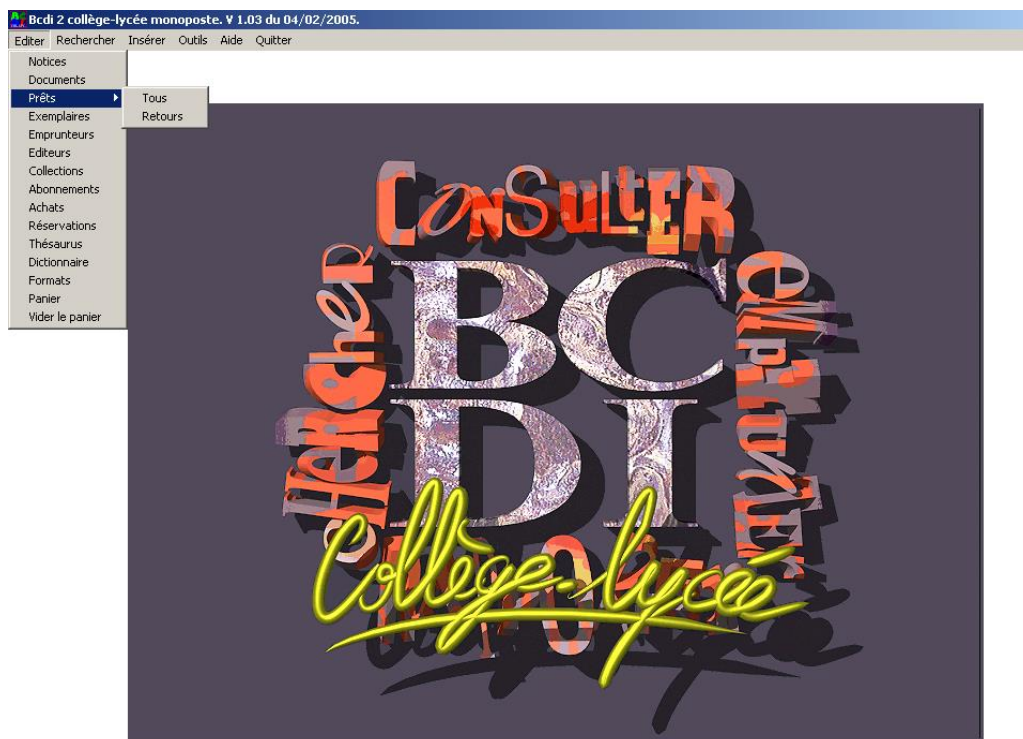 Bcdi 2 collège-lycée monoposte. V 1.03 du 04/02/2005.
Editer Rechercher Insérer Outils Aide Quitter
Notices
Documents
Prêts
Tous
Retours
Exemplaires
Emprunteurs
Editeurs
Collections
Abonnements
Achats
Réservations
Thésaurus
Dictionnaire
Formats
Panier
Vider le panier
CONSULTER
CHERCHER
EMPRUNTER
BC
DI
Collège-lycée